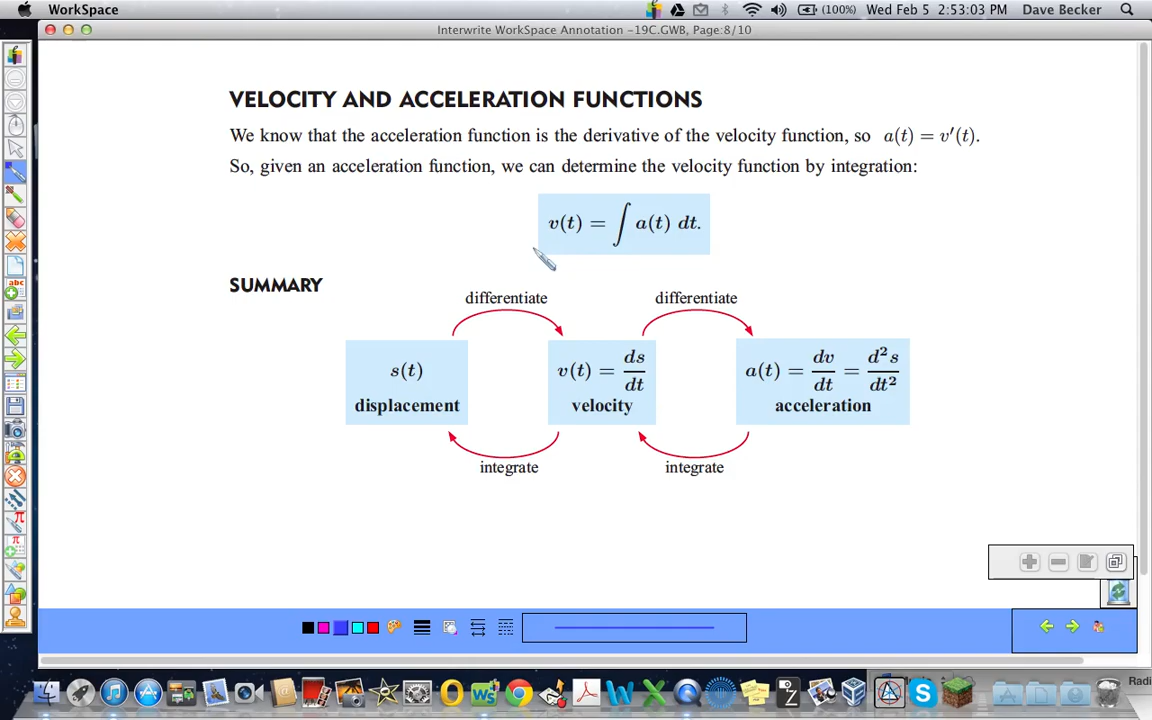 WorkSpace
(100%) Wed Feb 5 2:53:03 PM Dave Becker
Interwrite WorkSpace Annotation -19C.GWB, Page:8/10
VELOCITY AND ACCELERATION FUNCTIONS
We know that the acceleration function is the derivative of the velocity function, so a(t) = v′(t).
So, given an acceleration function, we can determine the velocity function by integration:
v(t) = ∫ a(t) dt.
SUMMARY
differentiate differentiate
s(t) v(t) = ds/dt a(t) = dv/dt = d²s/dt²
displacement velocity acceleration
integrate integrate
abc
π
π
Radi